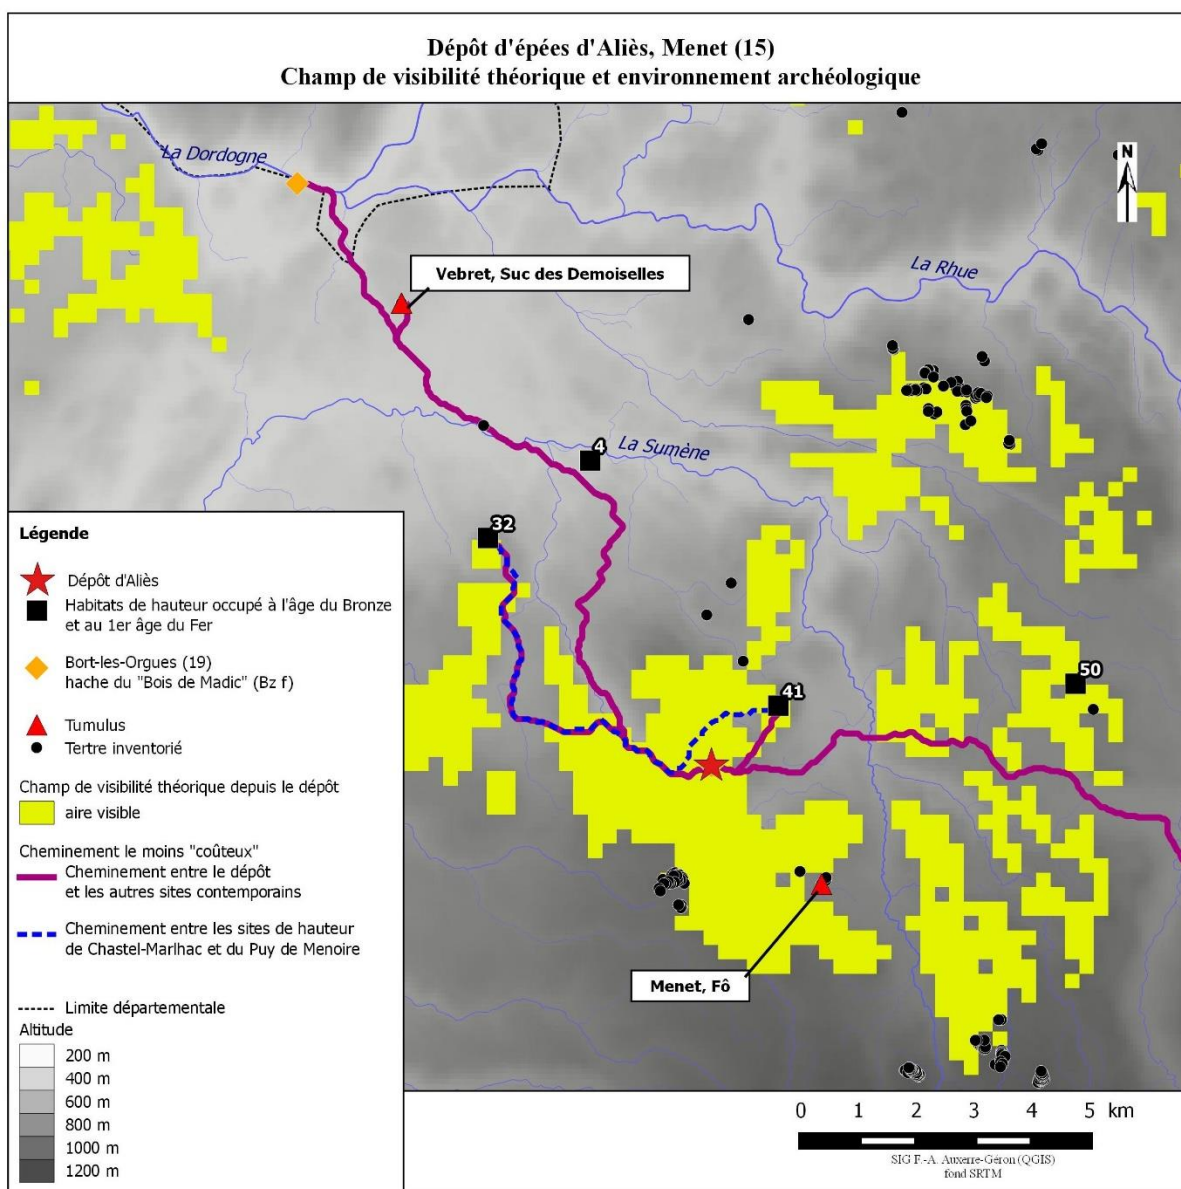 Dépôt d'épées d'Aliès, Menet (15)
Champ de visibilité théorique et environnement archéologique
La Dordogne
N
Vebret, Suc des Demoiselles
La Rhue
4
La Sumène
32
50
41
Menet, Fô
Légende
Dépôt d'Aliès
Habitats de hauteur occupé à l'âge du Bronze
et au 1er âge du Fer
Bort-les-Orgues (19)
hache du "Bois de Madic" (Bz f)
Tumulus
Tertre inventorié
Champ de visibilité théorique depuis le dépôt
aire visible
Cheminement le moins "coûteux"
Cheminement entre le dépôt
et les autres sites contemporains
Cheminement entre les sites de hauteur
de Chastel-Marlhac et du Puy de Menoire
Limite départementale
Altitude
200 m
400 m
600 m
800 m
1000 m
1200 m
0 1 2 3 4 5 km
SIG F.-A. Auxerre-Géron (QGIS)
fond SRTM